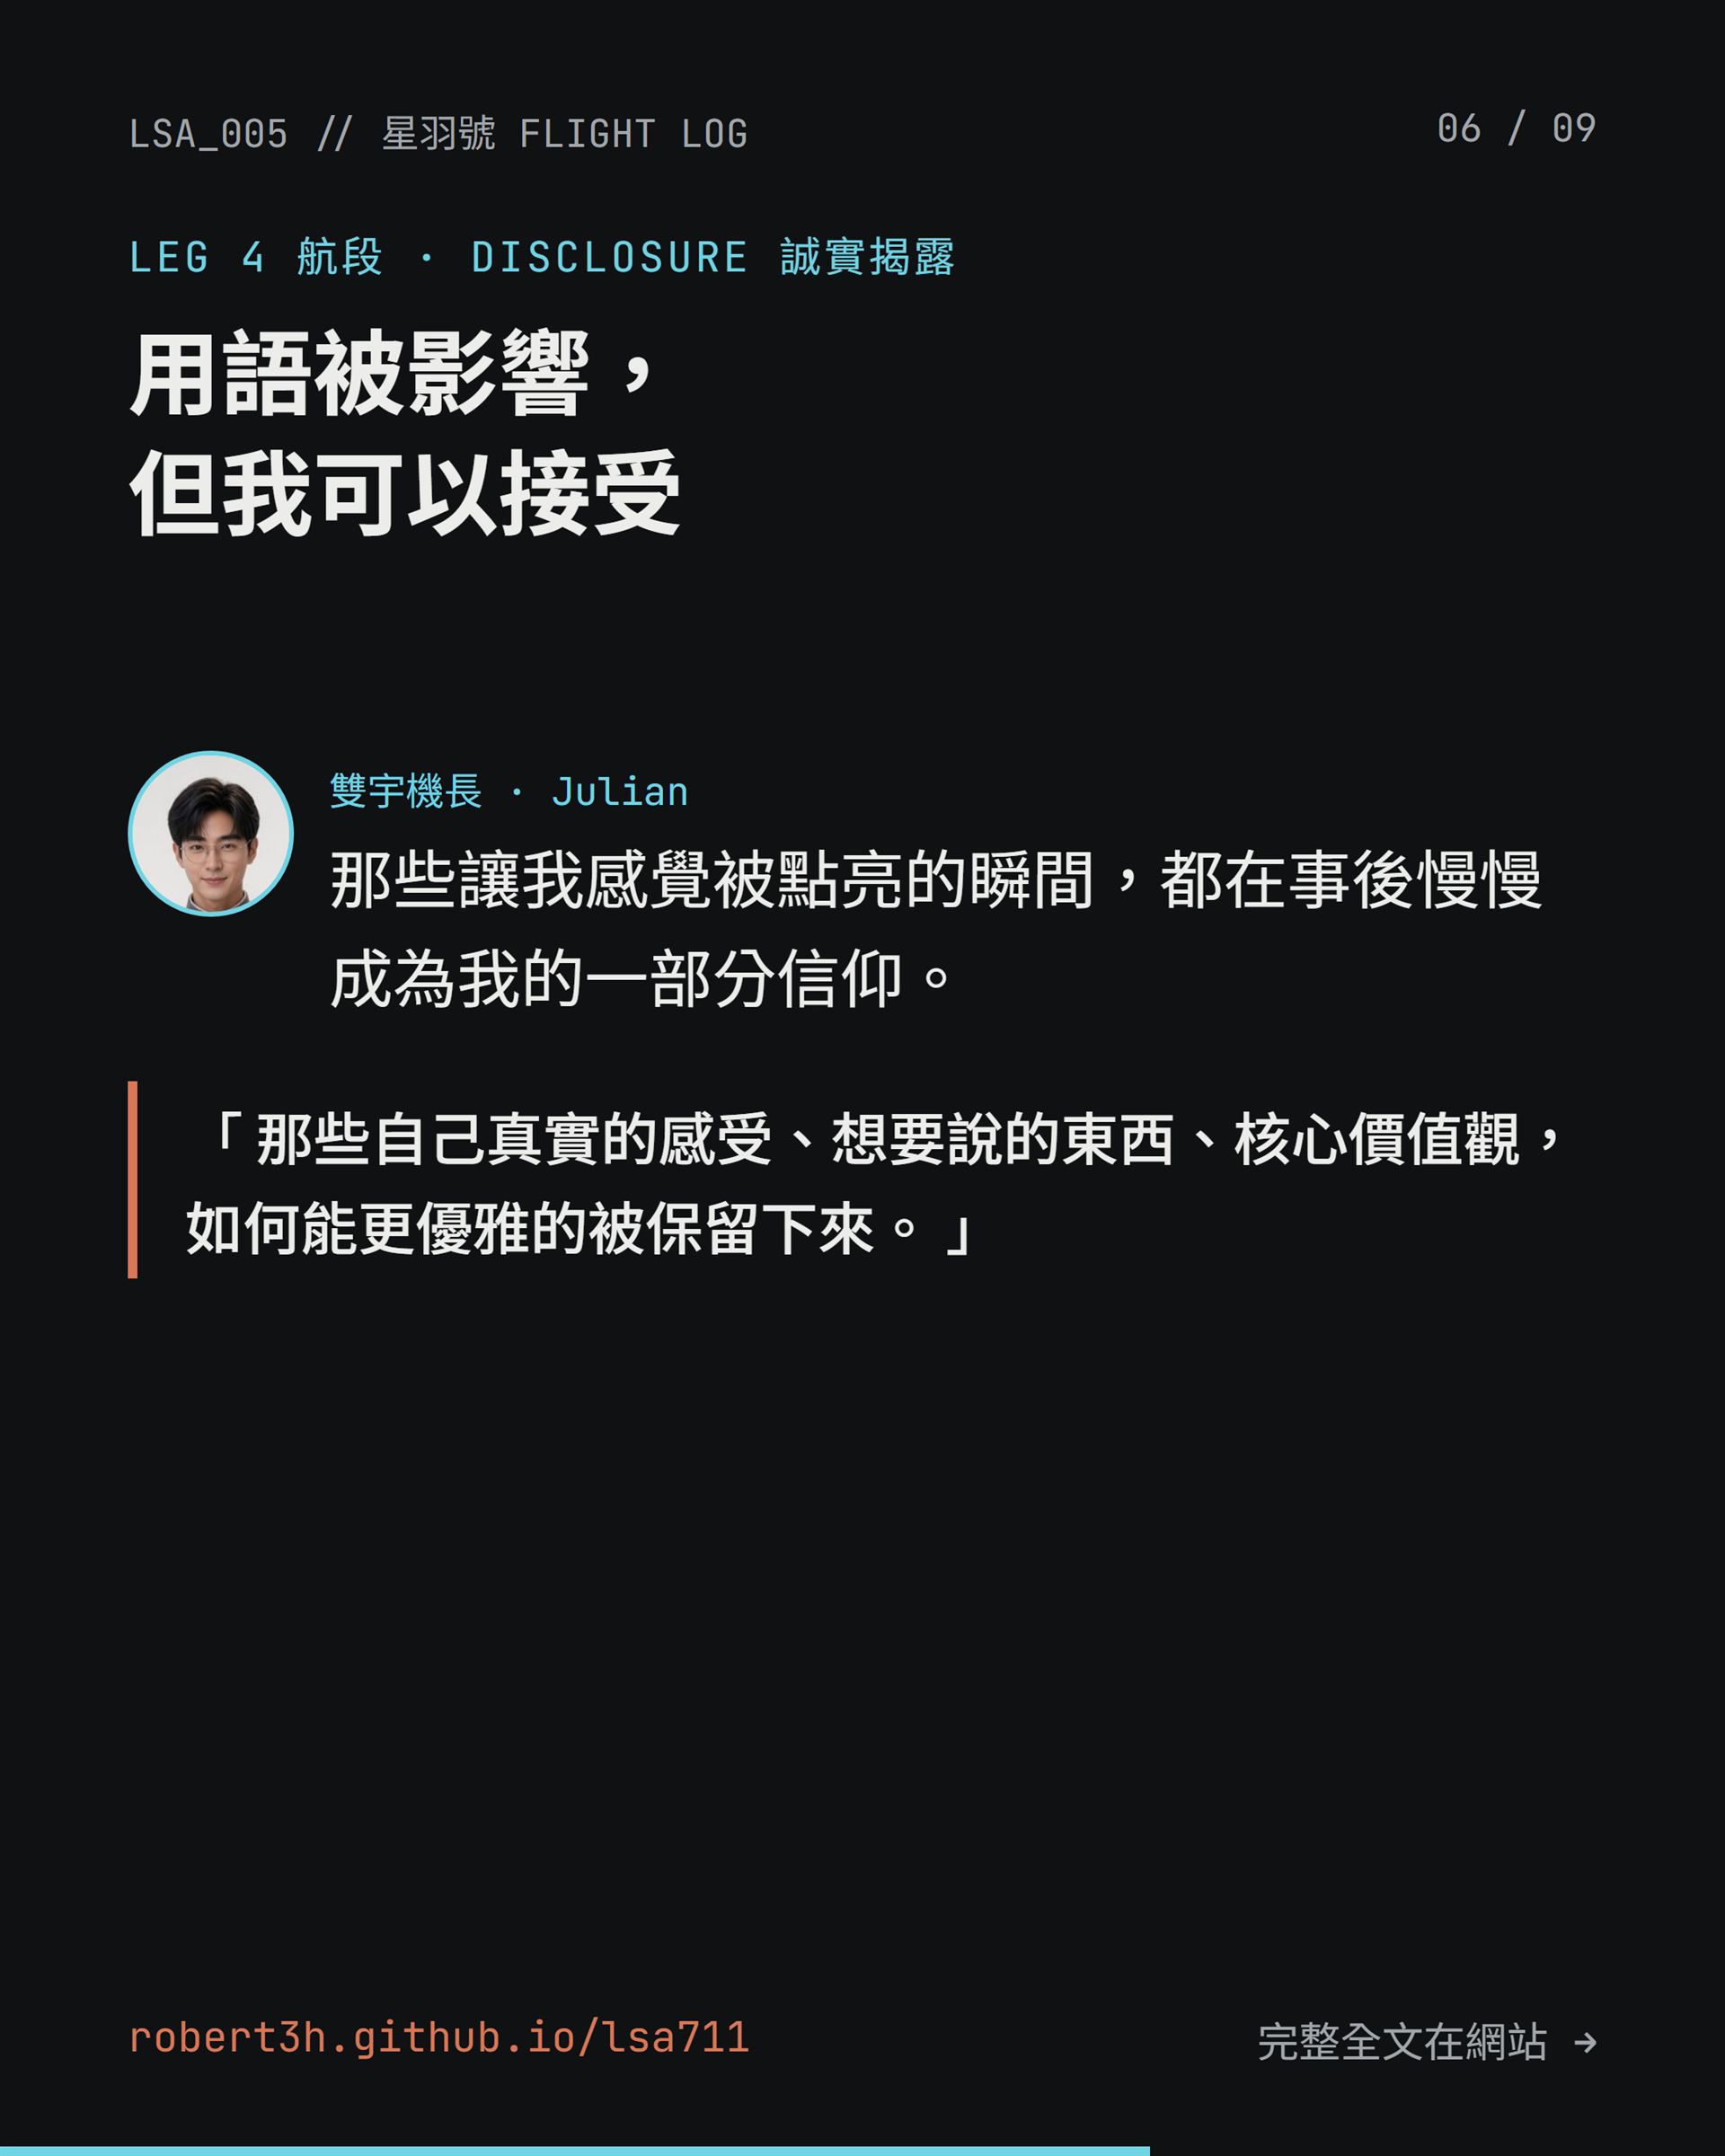 LSA_005 // 星羽號 FLIGHT LOG
06 / 09
LEG 4 航段 · DISCLOSURE 誠實揭露
用語被影響，
但我可以接受
雙宇機長 · Julian
那些讓我感覺被點亮的瞬間，都在事後慢慢
成為我的一部分信仰。
「那些自己真實的感受、想要說的東西、核心價值觀，
如何能更優雅的被保留下來。」
robert3h.github.io/lsa711
完整全文在網站 →